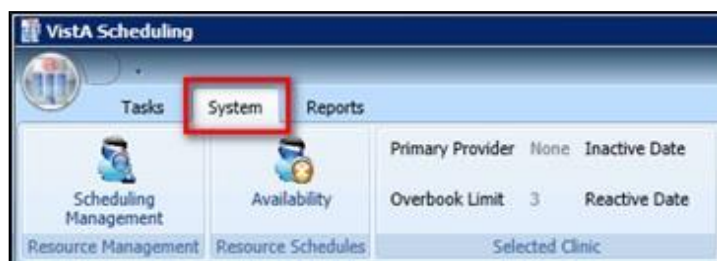 VistA Scheduling
Tasks System Reports
Primary Provider None Inactive Date
Scheduling Management
Availability
Overbook Limit 3 Reactive Date
Resource Management Resource Schedules Selected Clinic